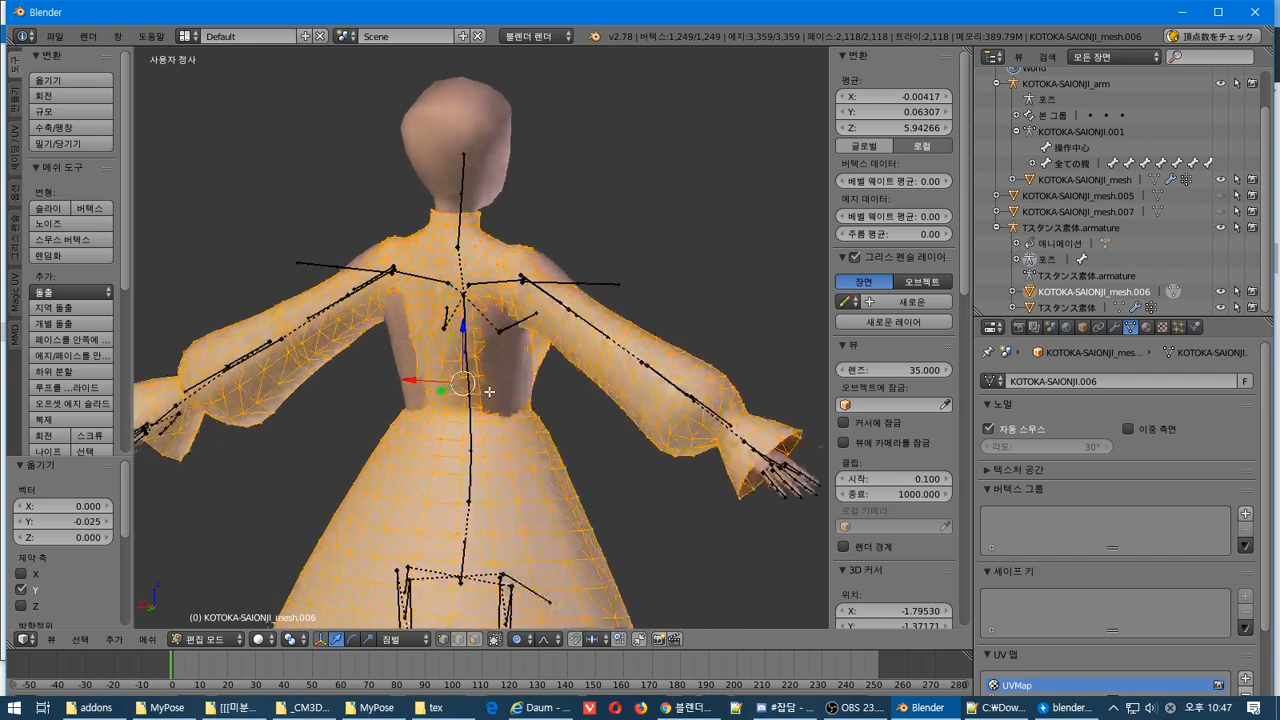 Blender
파일
렌더
창
도움말
Default
Scene
블렌더 렌더
v2.78 | 버텍스:1,249/1,249 | 에지:3,359/3,359 | 페이스:2,118/2,118 | 트라이:2,118 | 메모리:389.79M | KOTOKA-SAIONJI_mesh.006
頂点数をチェック
사용자 정사
변환
옮기기
회전
규모
수축/팽창
밀기/당기기
메쉬 도구
변형:
슬라이 버텍스
노이즈
스무스 버텍스
렌덤화
추가:
돌출
지역 돌출
개별 돌출
페이스를 안쪽 ...
에지/페이스를 만...
하위 분할
루프를 ...라이드
오프셋 에지 슬라드
복제
회전 스크류
나이프 선택
옮기기
벡터
X: 0.000
Y: -0.025
Z: 0.000
제약 축
X
Y
Z
방향정위
Magic UV
MMD
(0) KOTOKA-SAIONJI_mesh.006
변환
평균:
X: -0.00417
Y: 0.06307
Z: 5.94266
글로벌 로컬
버텍스 데이터:
베벨 웨이트 평균: 0.00
에지 데이터:
베벨 웨이트 평균: 0.00
주름 평균: 0.00
그리스 펜슬 레이어
장면 오브젝트
새로운
새로운 레이어
뷰
렌즈: 35.000
오브젝트에 잠금:
커서에 잠금
뷰에 카메라를 잠금
클립:
시작: 0.100
종료: 1000.000
로컬 카메라:
렌더 경계
3D 커서
위치:
X: -1.79530
Y: -1.37171
뷰 검색 모든 장면
World
KOTOKA-SAIONJI_arm
포즈
본 그룹
KOTOKA-SAIONJI.001
操作中心
全ての親
KOTOKA-SAIONJI_mesh
KOTOKA-SAIONJI_mesh.005
KOTOKA-SAIONJI_mesh.007
Tスタンス素体.armature
애니메이션
포즈
Tスタンス素体.armature
KOTOKA-SAIONJI_mesh.006
Tスタンス素体
KOTOKA-SAIONJI_mes... KOTOKA-SAIONJI.
KOTOKA-SAIONJI.006 F
노멀
자동 스무스 이중 측면
각도: 30°
텍스처 공간
버텍스 그룹
셰이프 키
UV 맵
UVMap
뷰 선택 추가 메쉬 편집 모드 짐벌
-50 -40 -30 -20 -10 0 10 20 30 40 50 60 70 80 90 100 110 120 130 140 150 160 170 180 190 200 210 220 230 240 250 260 270 280
addons
MyPose
[[[미분...
_CM3D...
MyPose
tex
Daum - ...
블렌더...
#잡담 - ...
OBS 23....
Blender
C:₩Dow...
blender...
오후 10:47